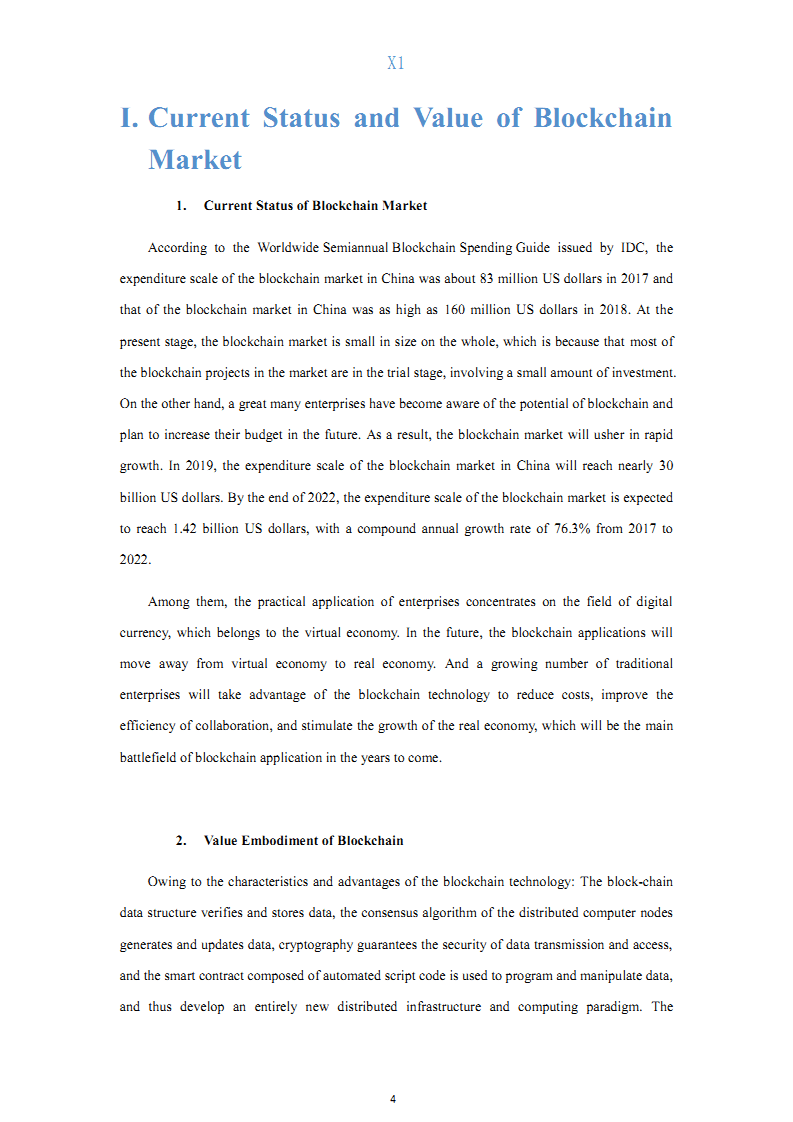 X1
I. Current Status and Value of Blockchain
Market
1. Current Status of Blockchain Market
According to the Worldwide Semiannual Blockchain Spending Guide issued by IDC, the
expenditure scale of the blockchain market in China was about 83 million US dollars in 2017 and
that of the blockchain market in China was as high as 160 million US dollars in 2018. At the
present stage, the blockchain market is small in size on the whole, which is because that most of
the blockchain projects in the market are in the trial stage, involving a small amount of investment.
On the other hand, a great many enterprises have become aware of the potential of blockchain and
plan to increase their budget in the future. As a result, the blockchain market will usher in rapid
growth. In 2019, the expenditure scale of the blockchain market in China will reach nearly 30
billion US dollars. By the end of 2022, the expenditure scale of the blockchain market is expected
to reach 1.42 billion US dollars, with a compound annual growth rate of 76.3% from 2017 to
2022.
Among them, the practical application of enterprises concentrates on the field of digital
currency, which belongs to the virtual economy. In the future, the blockchain applications will
move away from virtual economy to real economy. And a growing number of traditional
enterprises will take advantage of the blockchain technology to reduce costs, improve the
efficiency of collaboration, and stimulate the growth of the real economy, which will be the main
battlefield of blockchain application in the years to come.
2. Value Embodiment of Blockchain
Owing to the characteristics and advantages of the blockchain technology: The block-chain
data structure verifies and stores data, the consensus algorithm of the distributed computer nodes
generates and updates data, cryptography guarantees the security of data transmission and access,
and the smart contract composed of automated script code is used to program and manipulate data,
and thus develop an entirely new distributed infrastructure and computing paradigm. The
4